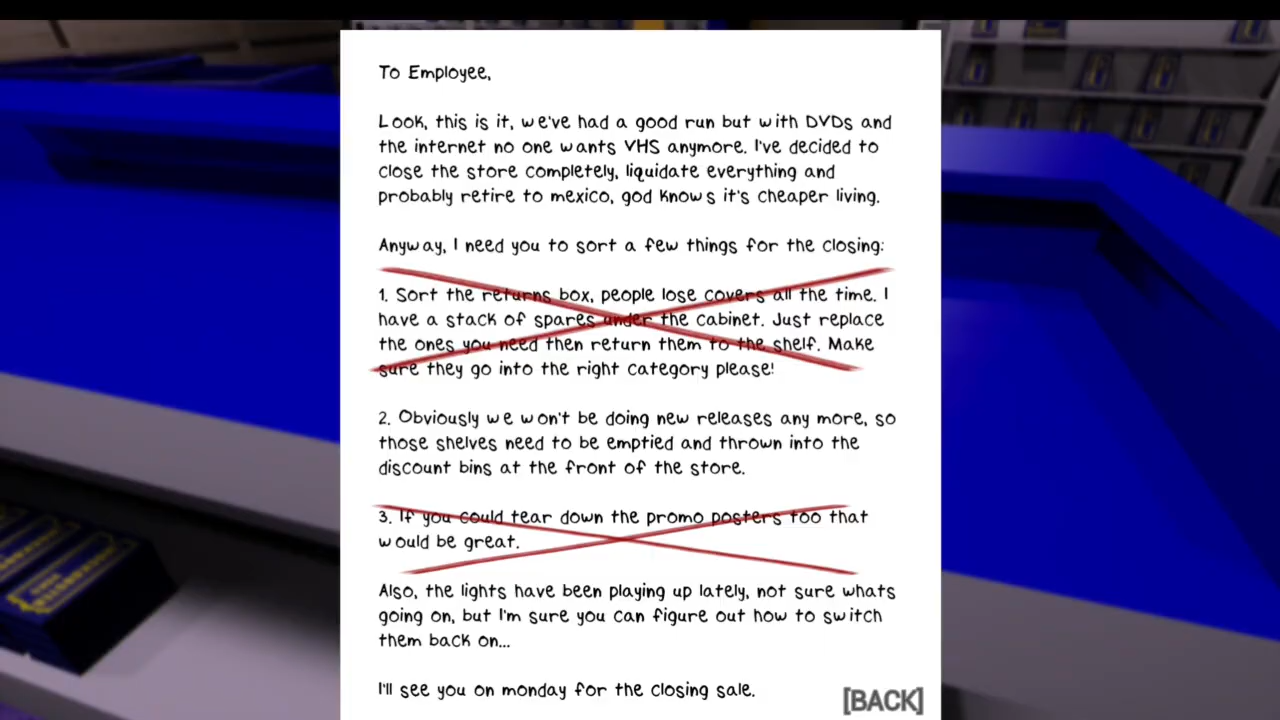 To Employee,
Look, this is it, we've had a good run but with DVDs and
the internet no one wants VHS anymore. I've decided to
close the store completely, liquidate everything and
probably retire to mexico, god knows it's cheaper living.
Anyway, I need you to sort a few things for the closing:
1. Sort the returns box, people lose covers all the time. I
have a stack of spares under the cabinet. Just replace
the ones you need then return them to the shelf. Make
sure they go into the right category please!
2. Obviously we won't be doing new releases any more, so
those shelves need to be emptied and thrown into the
discount bins at the front of the store.
3. If you could tear down the promo posters too that
would be great.
Also, the lights have been playing up lately, not sure whats
going on, but I'm sure you can figure out how to switch
them back on...
I'll see you on monday for the closing sale.
[BACK]